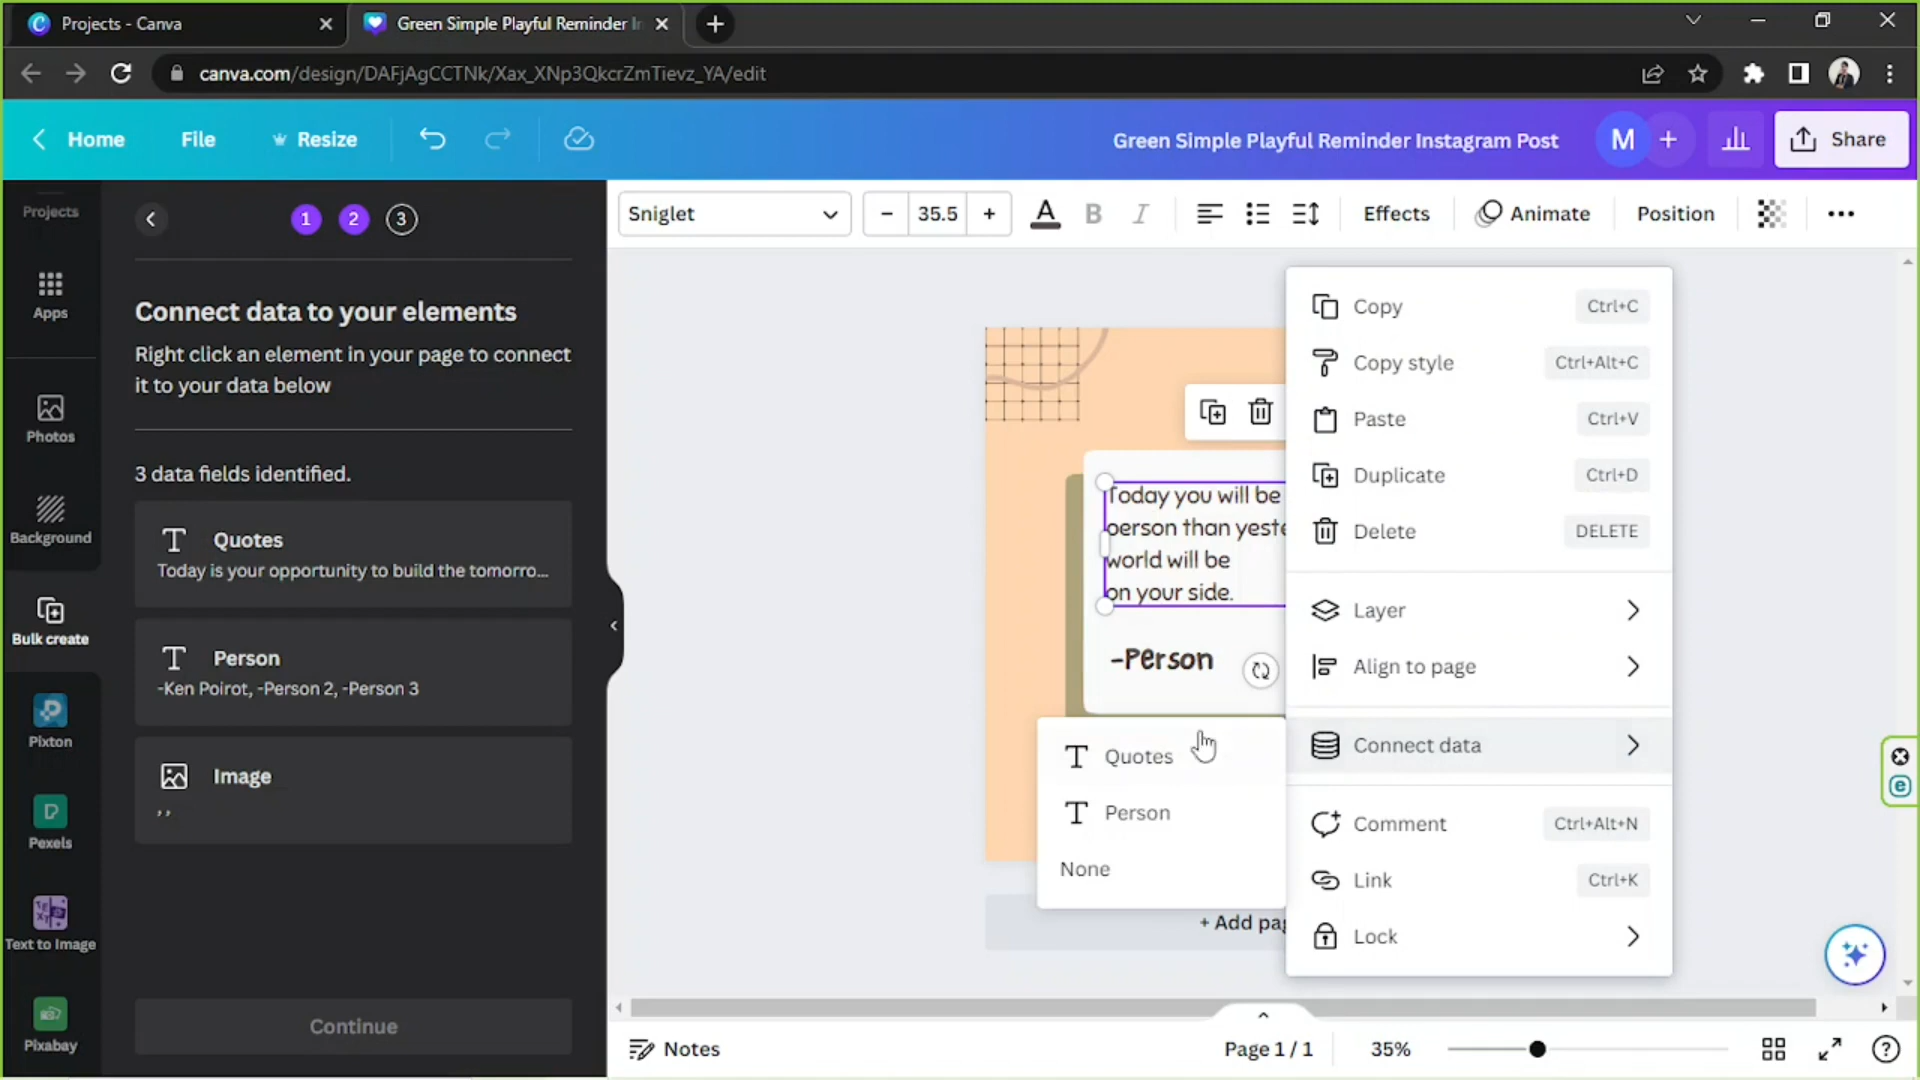 Projects - Canva
Green Simple Playful Reminder
canva.com/design/DAFjAgCCTNk/Xax_XNp3QkcrZmTievz_YA/edit
Home
File
Resize
Green Simple Playful Reminder Instagram Post
M
Share
Projects
Apps
Photos
Background
Bulk create
Pixton
Pexels
Text to Image
Pixabay
1 2 3
Connect data to your elements
Right click an element in your page to connect
it to your data below
3 data fields identified.
Quotes
Today is your opportunity to build the tomorro...
Person
-Ken Poirot, -Person 2, -Person 3
Image
, ,
Continue
Sniglet
35.5
Effects
Animate
Position
Today you will be
person than yeste
world will be
on your side.
-Person
Quotes
Person
None
+ Add pag
Copy Ctrl+C
Copy style Ctrl+Alt+C
Paste Ctrl+V
Duplicate Ctrl+D
Delete DELETE
Layer
Align to page
Connect data
Comment Ctrl+Alt+N
Link Ctrl+K
Lock
Notes
Page 1 / 1
35%